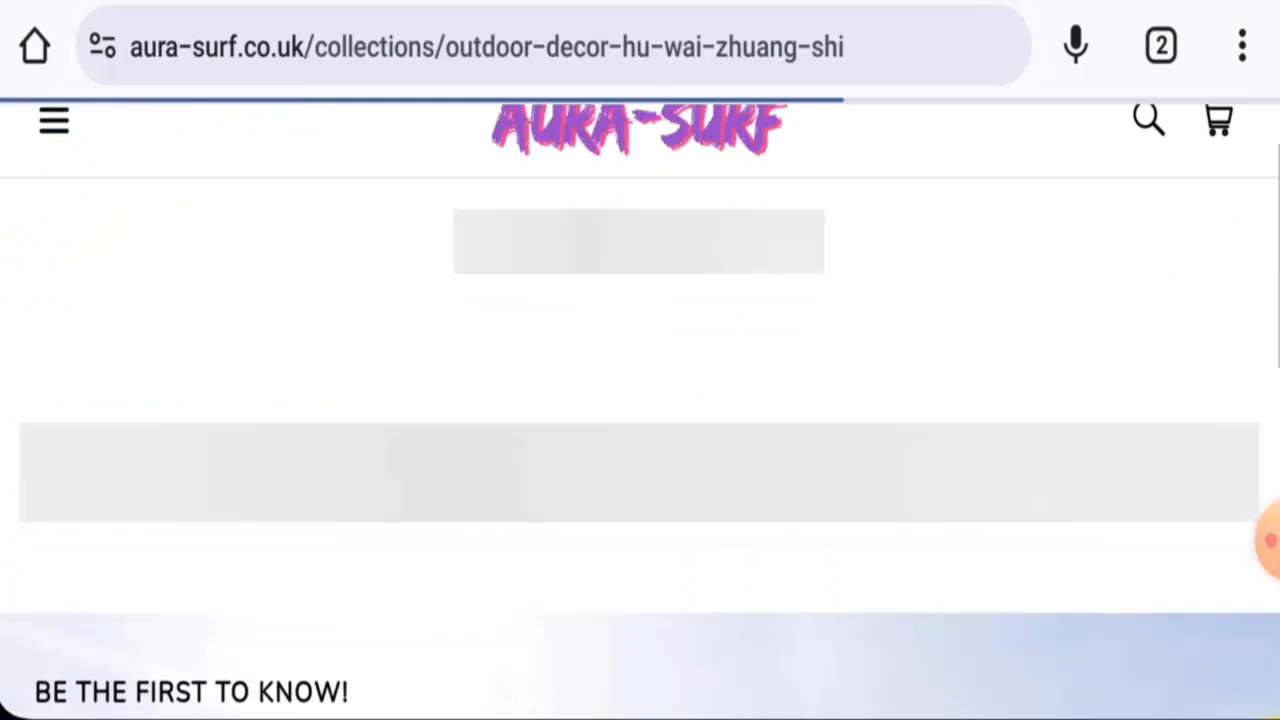 aura-surf.co.uk/collections/outdoor-decor-hu-wai-zhuang-shi
2
AURA-SURF
BE THE FIRST TO KNOW!